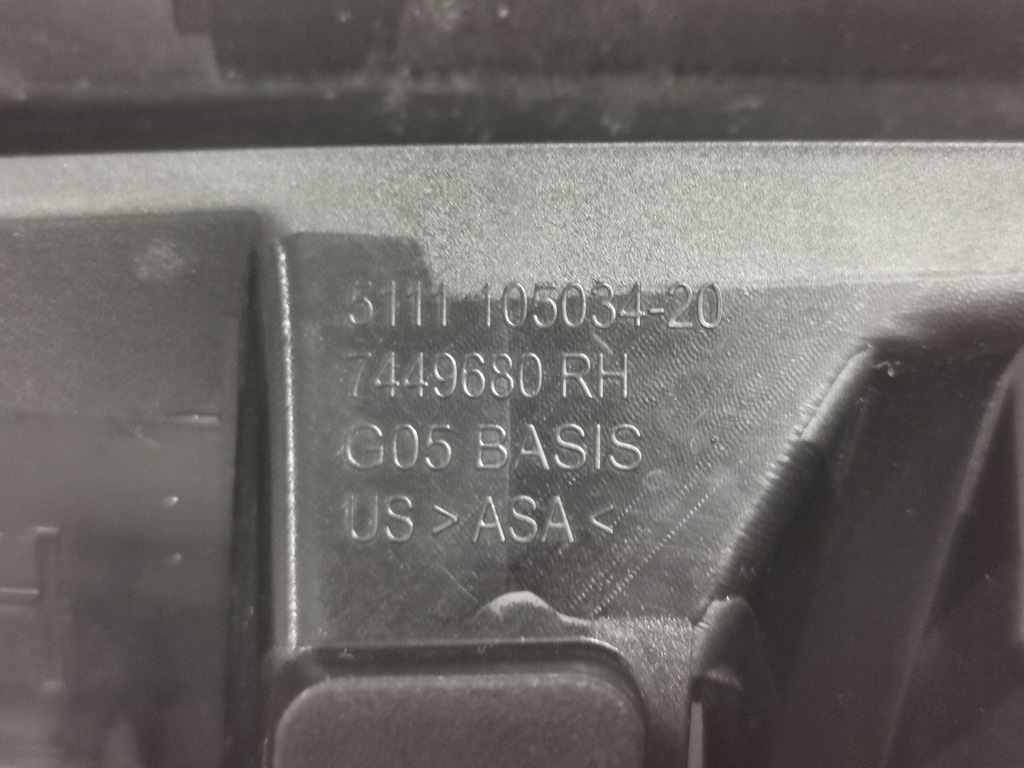 5111 105034-20
7449680 RH
G05 BASIS
US > ASA <